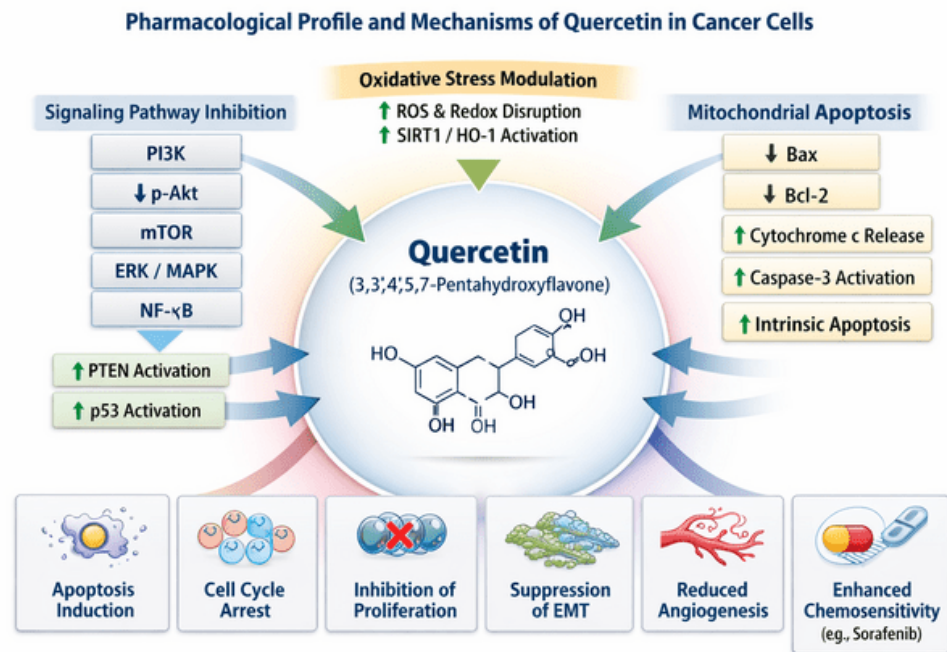 Pharmacological Profile and Mechanisms of Quercetin in Cancer Cells
Oxidative Stress Modulation
↑ ROS & Redox Disruption
↑ SIRT1 / HO-1 Activation
Signaling Pathway Inhibition
PI3K
↓ p-Akt
mTOR
ERK / MAPK
NF-κB
↑ PTEN Activation
↑ p53 Activation
Mitochondrial Apoptosis
↓ Bax
↓ Bcl-2
↑ Cytochrome c Release
↑ Caspase-3 Activation
↑ Intrinsic Apoptosis
Quercetin
(3,3',4',5,7-Pentahydroxyflavone)
OH
HO
OH
OH
OH
OH
Apoptosis
Induction
Cell Cycle
Arrest
Inhibition of
Proliferation
Suppression
of EMT
Reduced
Angiogenesis
Enhanced
Chemosensitivity
(e.g., Sorafenib)